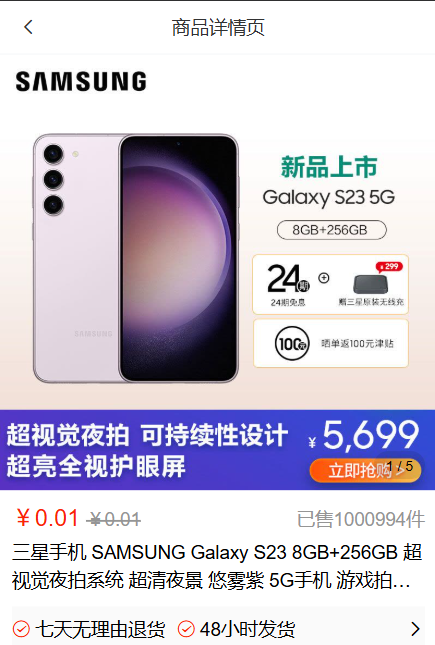 商品详情页
SAMSUNG
新品上市
Galaxy S23 5G
8GB+256GB
24期
24期免息
¥299
赠三星原装无线充
100元
晒单返100元津贴
SAMSUNG
超视觉夜拍 可持续性设计
超亮全视护眼屏
¥5,699
立即抢购 >
1 / 5
¥0.01 ¥0.01
已售1000994件
三星手机 SAMSUNG Galaxy S23 8GB+256GB 超
视觉夜拍系统 超清夜景 悠雾紫 5G手机 游戏拍...
七天无理由退货 48小时发货